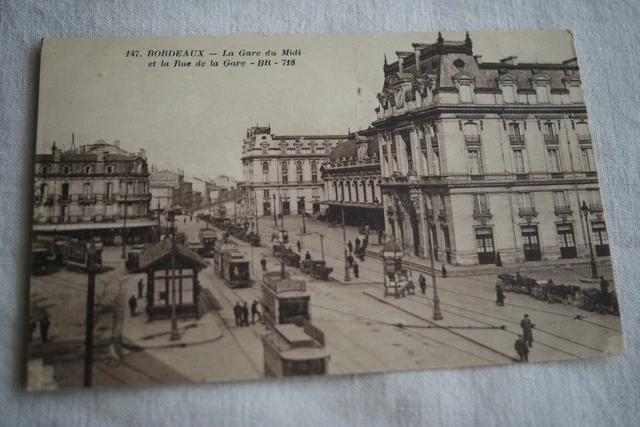 147. BORDEAUX - La Gare du Midi
et la Rue de la Gare - BR - 718